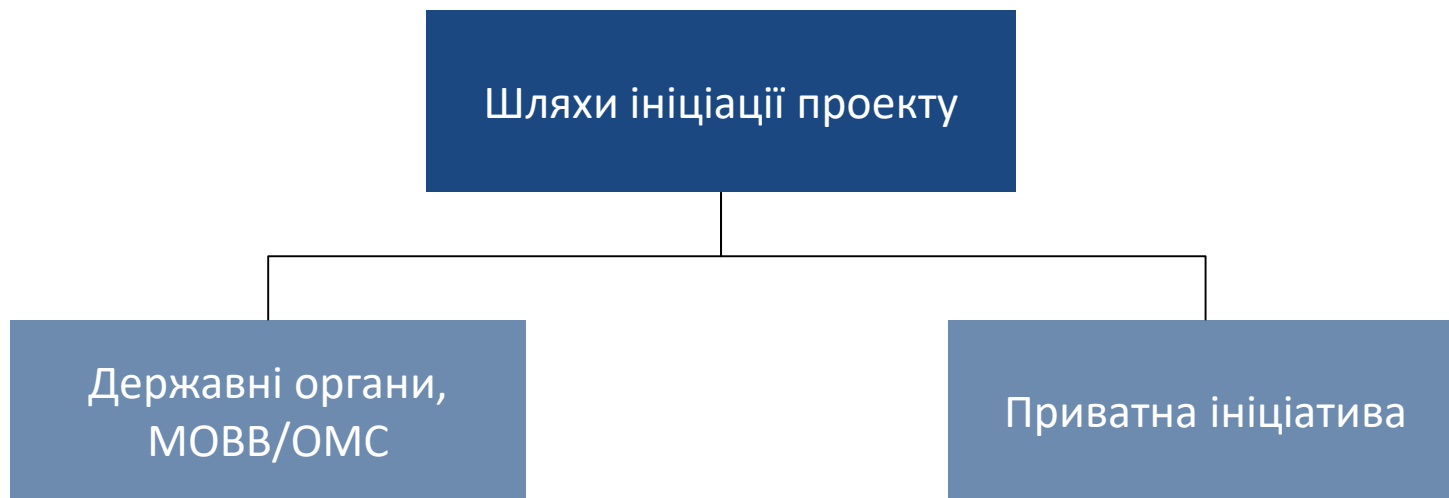 Шляхи ініціації проекту
Державні органи,
МОВВ/ОМС
Приватна ініціатива